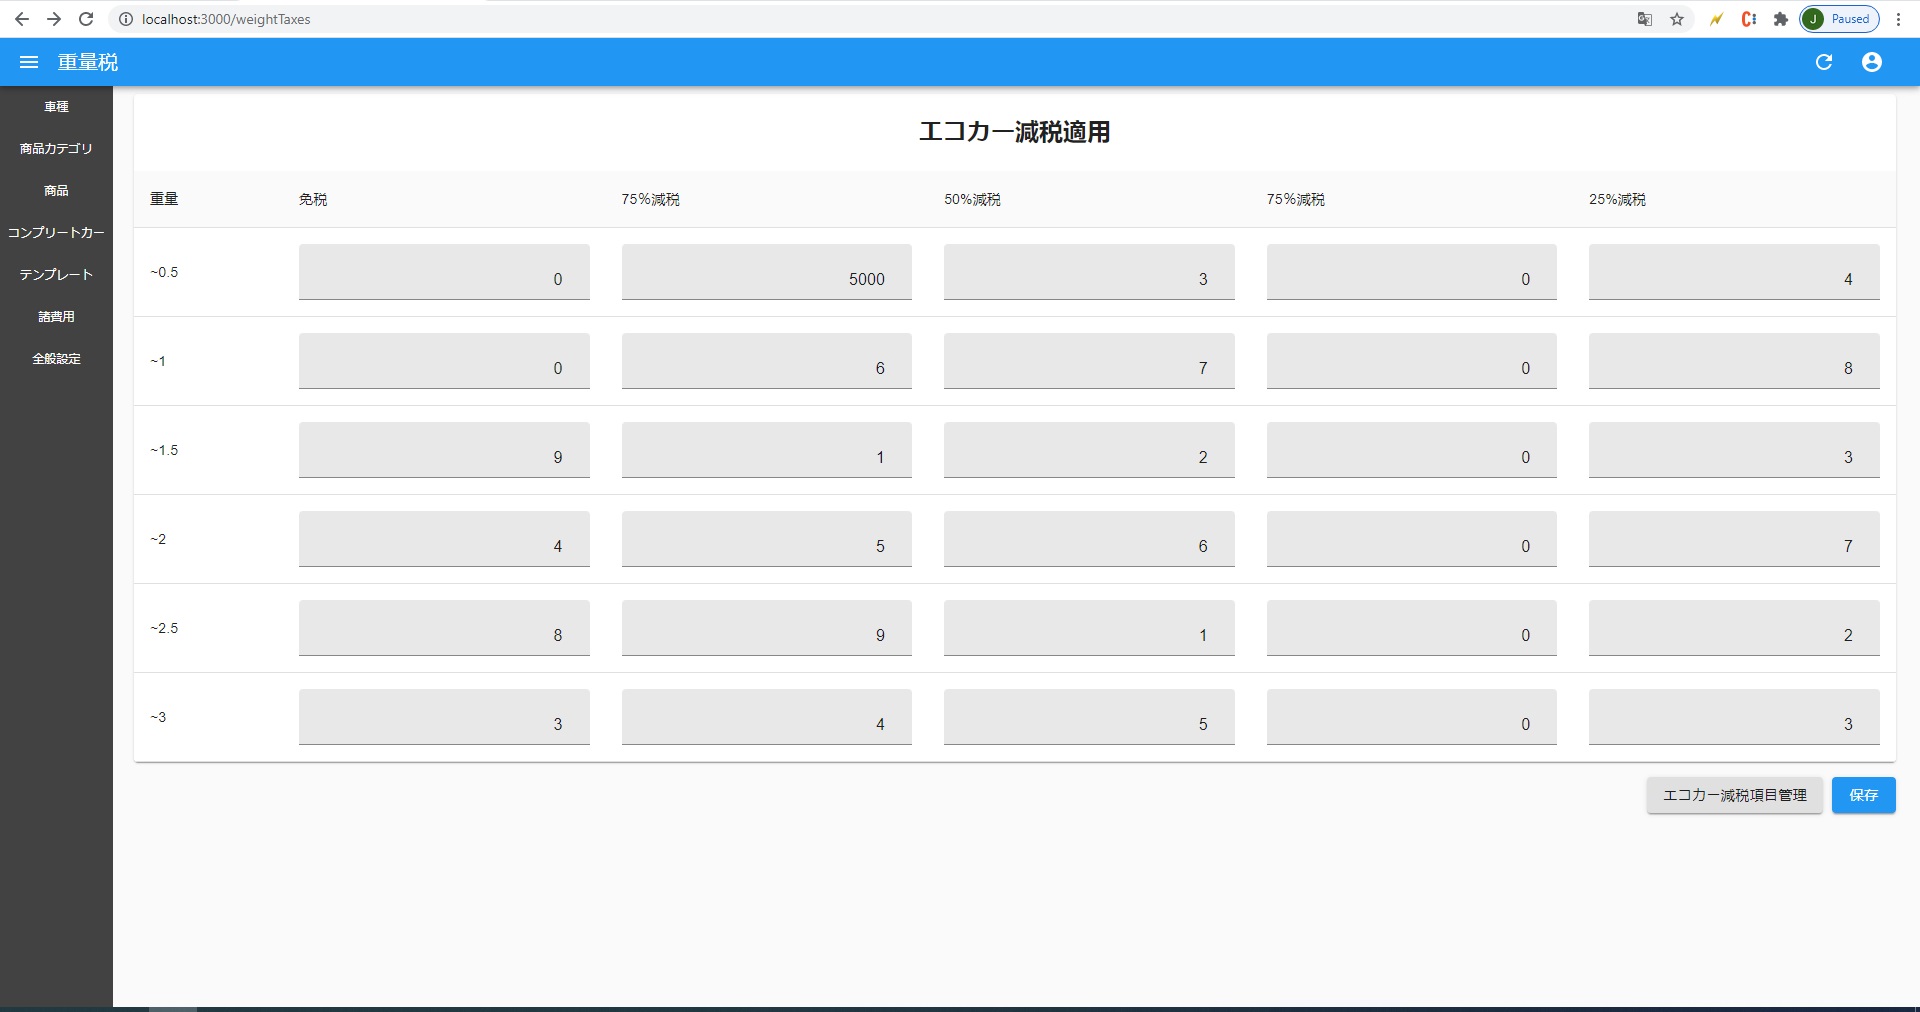 localhost:3000/weightTaxes
J Paused
重量税
車種
商品カテゴリ
商品
コンプリートカー
テンプレート
諸費用
全般設定
エコカー減税適用
重量 免税 75%減税 50%減税 75%減税 25%減税
~0.5 0 5000 3 0 4
~1 0 6 7 0 8
~1.5 9 1 2 0 3
~2 4 5 6 0 7
~2.5 8 9 1 0 2
~3 3 4 5 0 3
エコカー減税項目管理 保存